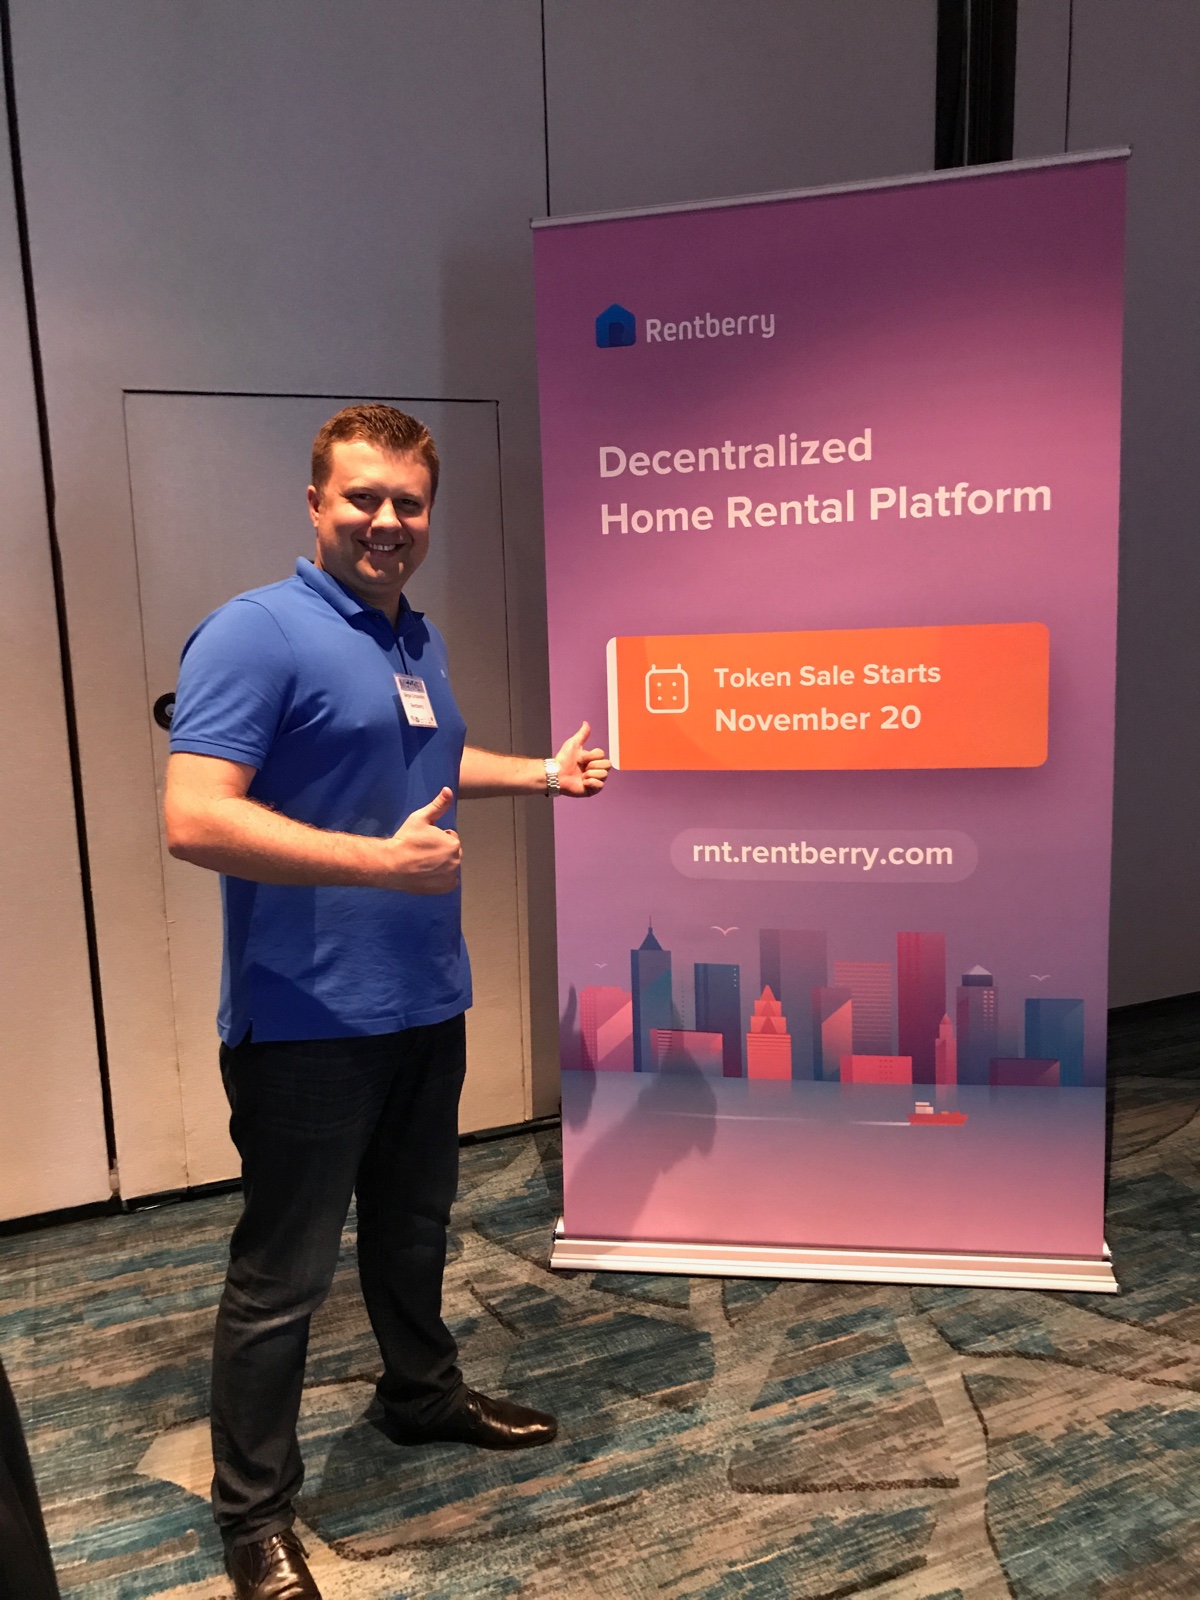 Rentberry
Decentralized
Home Rental Platform
Token Sale Starts
November 20
rnt.rentberry.com